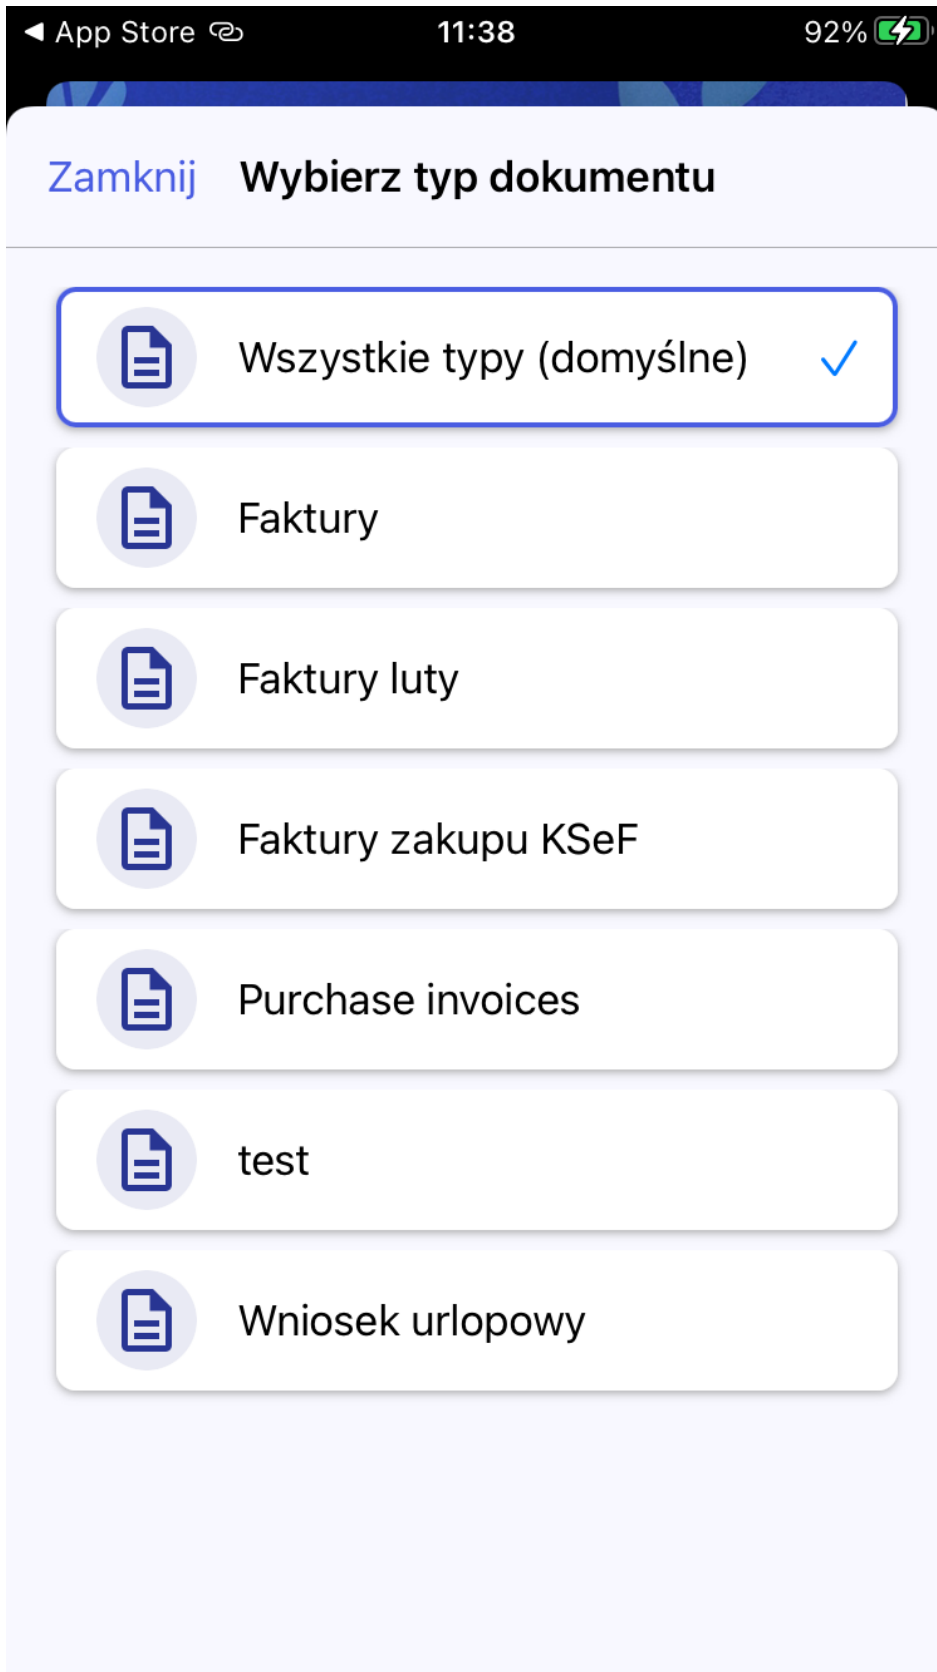 App Store
11:38
92%
Zamknij
Wybierz typ dokumentu
Wszystkie typy (domyślne)
Faktury
Faktury luty
Faktury zakupu KSeF
Purchase invoices
test
Wniosek urlopowy